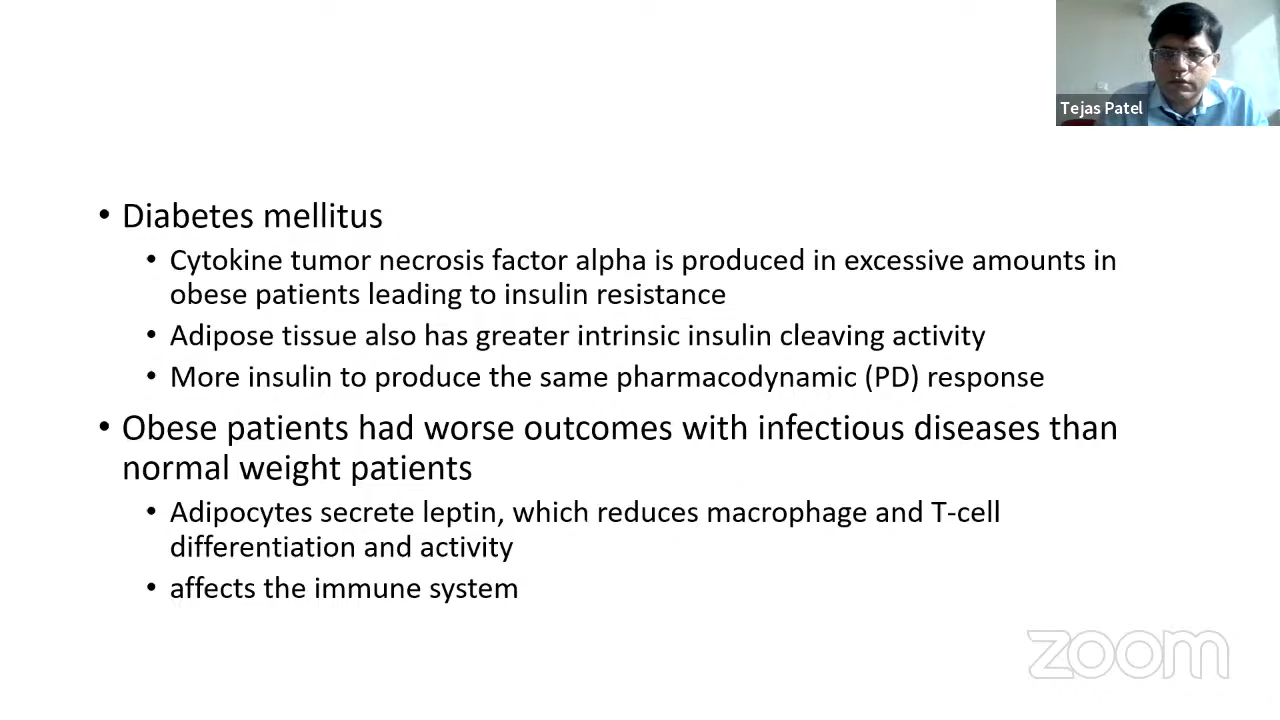 Tejas Patel
• Diabetes mellitus
• Cytokine tumor necrosis factor alpha is produced in excessive amounts in
obese patients leading to insulin resistance
• Adipose tissue also has greater intrinsic insulin cleaving activity
• More insulin to produce the same pharmacodynamic (PD) response
• Obese patients had worse outcomes with infectious diseases than
normal weight patients
• Adipocytes secrete leptin, which reduces macrophage and T-cell
differentiation and activity
• affects the immune system
zoom